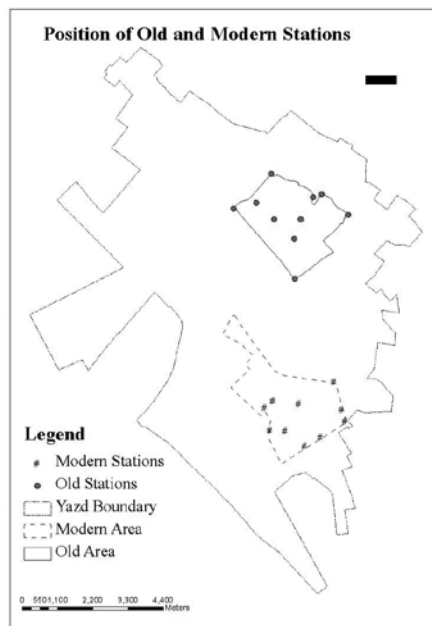 Position of Old and Modern Stations
Legend
# Modern Stations
Old Stations
Yazd Boundary
Modern Area
Old Area
0 550 1,100 2,200 3,300 4,400
Meters